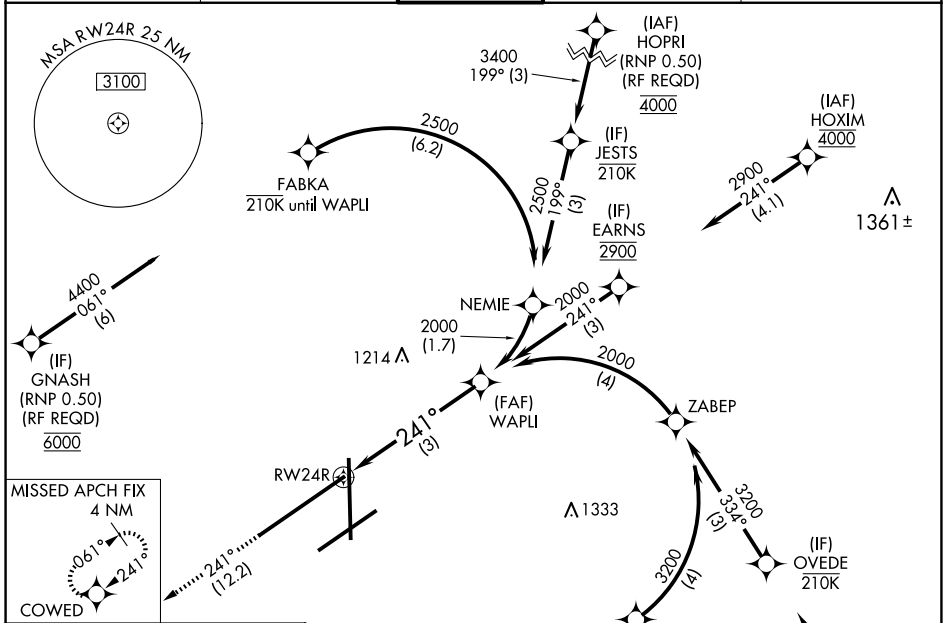 MSA RW24R 25 NM
3100
(IAF)
HOPRI
(RNP 0.50)
(RF REQD)
4000
3400
199° (3)
(IAF)
HOXIM
4000
2900
241°
(4.1)
1361±
2500
(6.2)
FABKA
210K until WAPLI
(IF)
JESTS
210K
2500
199°
(3)
(IF)
EARNS
2900
2000
241°
(3)
NEMIE
2000
(1.7)
4400
061°
(6)
(IF)
GNASH
(RNP 0.50)
(RF REQD)
6000
1214
2000
(4)
(FAF)
WAPLI
ZABEP
241°
(3)
RW24R
3200
334°
(3)
(IF)
OVEDE
210K
1333
3200
(4)
241°
(12.2)
MISSED APCH FIX
4 NM
061°
241°
COWED